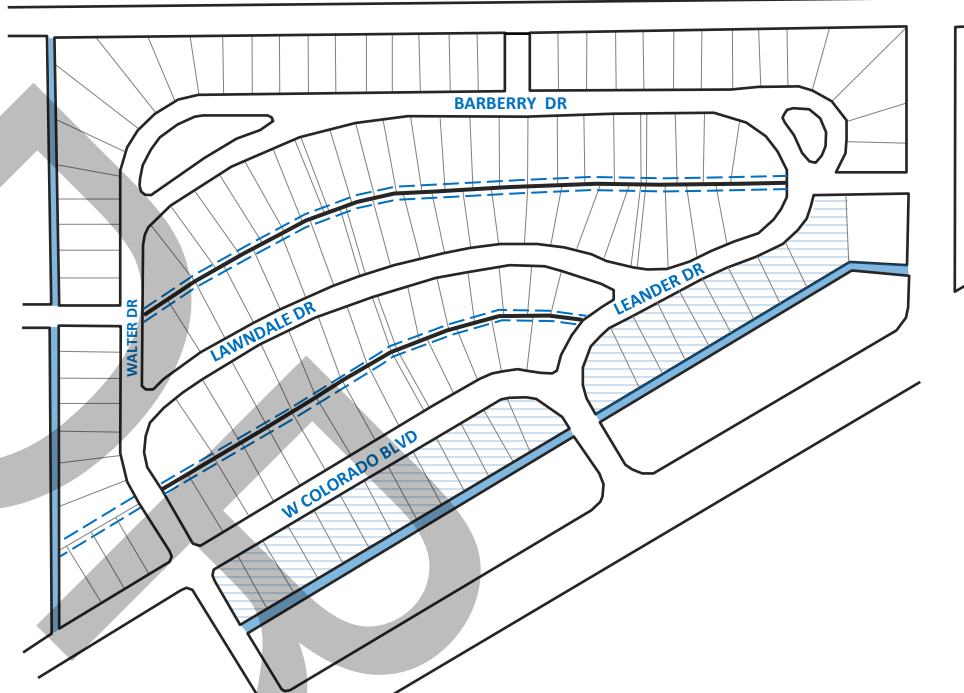 BARBERRY DR
WALTER DR
LAWNDALE DR
LEANDER DR
W COLORADO BLVD